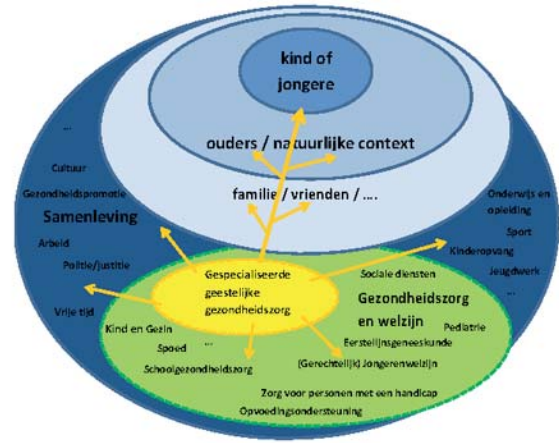 kind of
jongere
ouders / natuurlijke context
familie / vrienden / ....
...
Cultuur
Gezondheidspromotie
Samenleving
Arbeid
Politie/justitie
Vrije tijd
Onderwijs en
opleiding
Sport
Kinderopvang
Jeugdwerk
...
Gespecialiseerde
geestelijke
gezondheidszorg
Sociale diensten
Gezondheidszorg
en welzijn
Pediatrie
Kind en Gezin
Eerstelijnsgeneeskunde
Spoed
...
Schoolgezondheidszorg
(Gerechtelijk) Jongerenwelzijn
Zorg voor personen met een handicap
Opvoedingsondersteuning